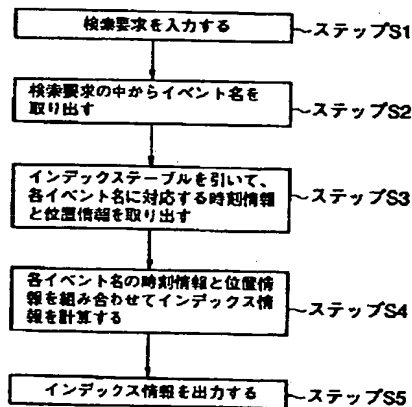 検索要求を入力する
ステップS1
検索要求の中からイベント名を
取り出す
ステップS2
インデックステーブルを引いて、
各イベント名に対応する時刻情報
と位置情報を取り出す
ステップS3
各イベント名の時刻情報と位置情
報を組み合わせてインデックス情
報を計算する
ステップS4
インデックス情報を出力する
ステップS5